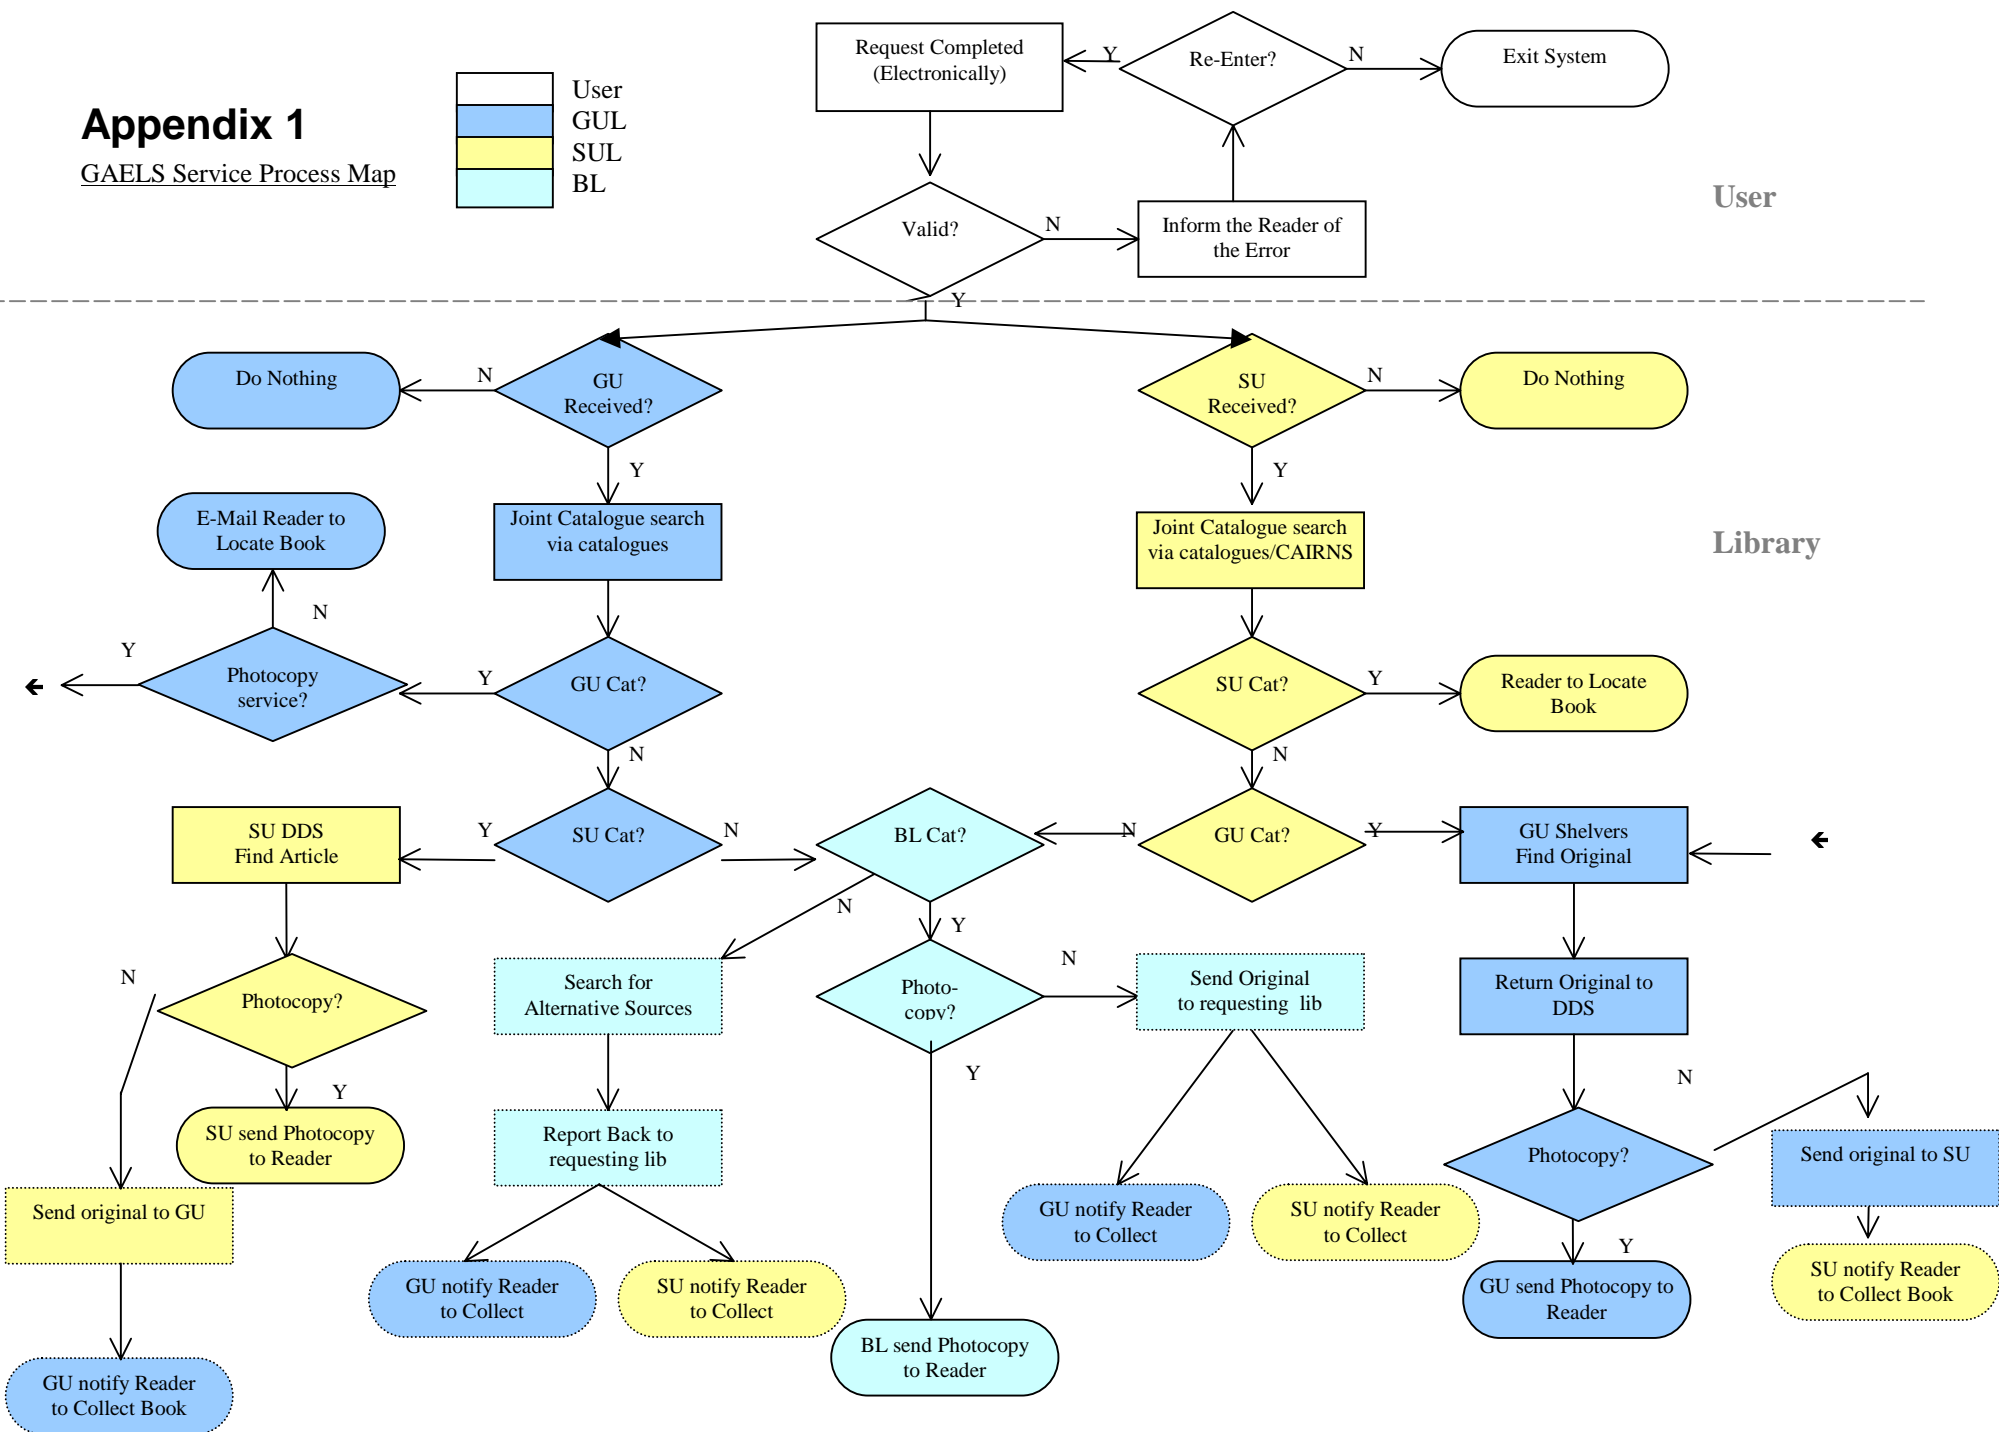 Appendix 1
GAELS Service Process Map
User
GUL
SUL
BL
Request Completed
(Electronically)
Y
Re-Enter?
N
Exit System
Valid?
N
Inform the Reader of
the Error
User
Y
Do Nothing
N
GU
Received?
SU
Received?
N
Do Nothing
Y
Y
E-Mail Reader to
Locate Book
Joint Catalogue search
via catalogues
Joint Catalogue search
via catalogues/CAIRNS
Library
N
Y
Photocopy
service?
Y
GU Cat?
SU Cat?
Y
Reader to Locate
Book
N
N
SU DDS
Find Article
Y
SU Cat?
N
BL Cat?
N
GU Cat?
Y
GU Shelvers
Find Original
N
Y
N
Photocopy?
Search for
Alternative Sources
Photo-
copy?
N
Send Original
to requesting lib
Return Original to
DDS
Y
Y
N
SU send Photocopy
to Reader
Report Back to
requesting lib
Photocopy?
Send original to SU
Send original to GU
GU notify Reader
to Collect
SU notify Reader
to Collect
Y
GU notify Reader
to Collect
SU notify Reader
to Collect
GU send Photocopy to
Reader
SU notify Reader
to Collect Book
BL send Photocopy
to Reader
GU notify Reader
to Collect Book